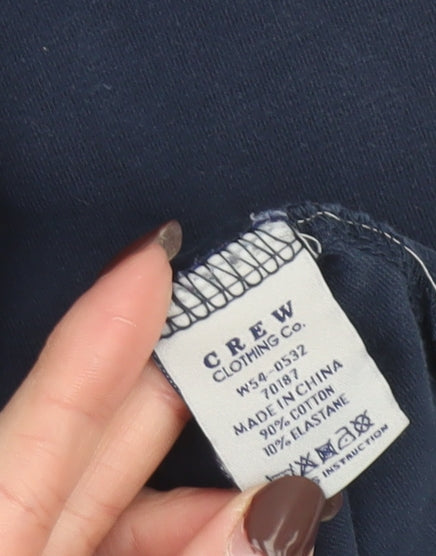 CREW
CLOTHING Co.
W54-0532
70187
MADE IN CHINA
90% COTTON
10% ELASTANE
INSTRUCTION